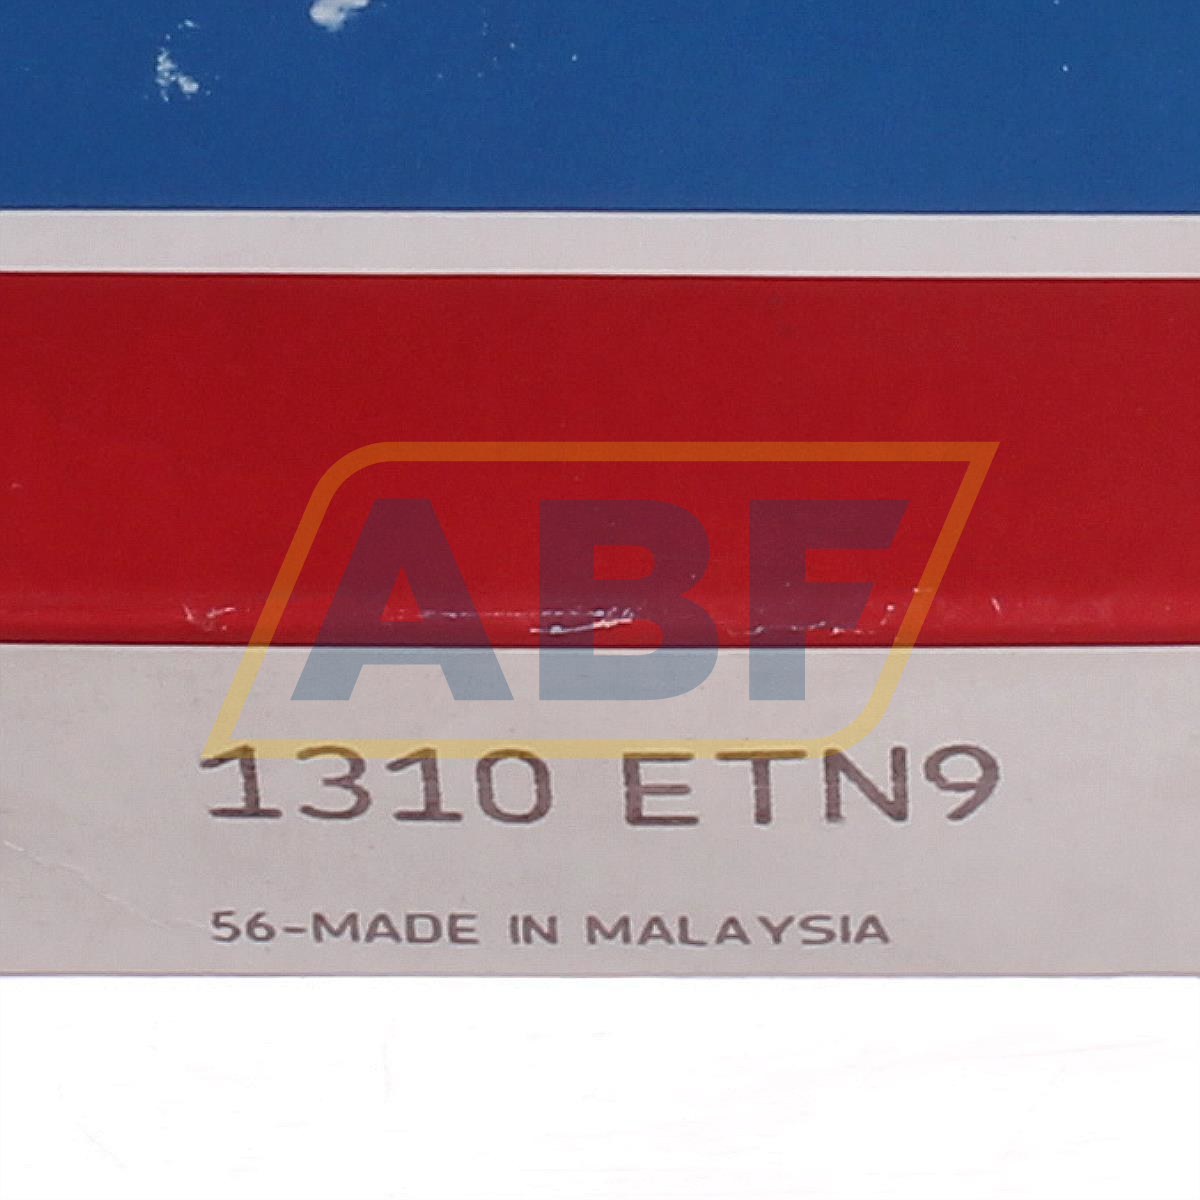 ABF
1310 ETN9
56-MADE IN MALAYSIA